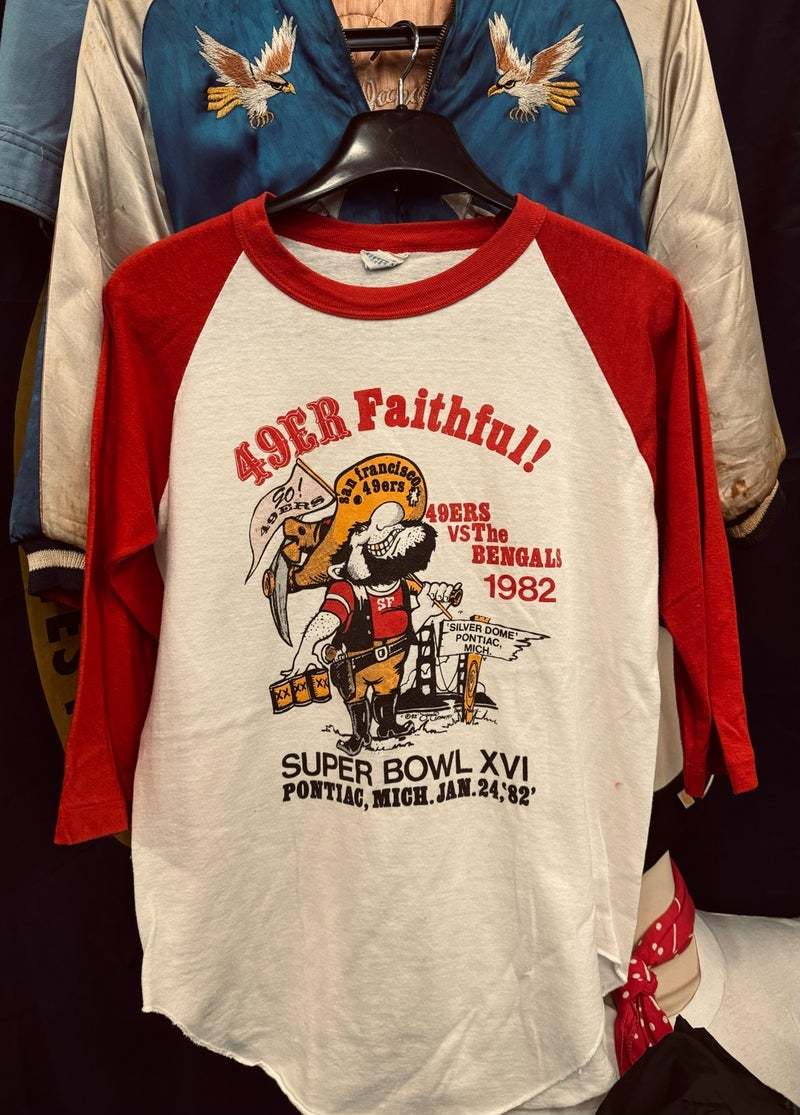 49ER Faithful!
san francisco
49ers
GO!
49ERS
49ERS
VS The
BENGALS
1982
SF
'SILVER DOME'
PONTIAC,
MICH.
XX XX XX
SUPER BOWL XVI
PONTIAC, MICH. JAN. 24, '82'